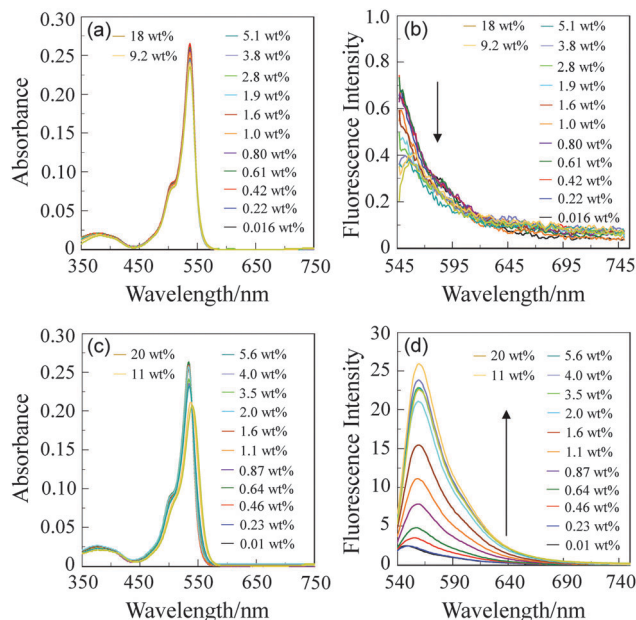 (a)
18 wt%
9.2 wt%
5.1 wt%
3.8 wt%
2.8 wt%
1.9 wt%
1.6 wt%
1.0 wt%
0.80 wt%
0.61 wt%
0.42 wt%
0.22 wt%
0.016 wt%
0.30
0.25
0.20
0.15
0.10
0.05
0
Absorbance
350
450
550
650
750
Wavelength/nm
(b)
18 wt%
9.2 wt%
5.1 wt%
3.8 wt%
2.8 wt%
1.9 wt%
1.6 wt%
1.0 wt%
0.80 wt%
0.61 wt%
0.42 wt%
0.22 wt%
0.016 wt%
1.0
0.8
0.6
0.4
0.2
0
Fluorescence Intensity
545
595
645
695
745
Wavelength/nm
(c)
20 wt%
11 wt%
5.6 wt%
4.0 wt%
3.5 wt%
2.0 wt%
1.6 wt%
1.1 wt%
0.87 wt%
0.64 wt%
0.46 wt%
0.23 wt%
0.01 wt%
0.30
0.25
0.20
0.15
0.10
0.05
0
Absorbance
350
450
550
650
750
Wavelength/nm
(d)
20 wt%
11 wt%
5.6 wt%
4.0 wt%
3.5 wt%
2.0 wt%
1.6 wt%
1.1 wt%
0.87 wt%
0.64 wt%
0.46 wt%
0.23 wt%
0.01 wt%
30
25
20
15
10
5
0
Fluorescence Intensity
540
590
640
690
740
Wavelength/nm